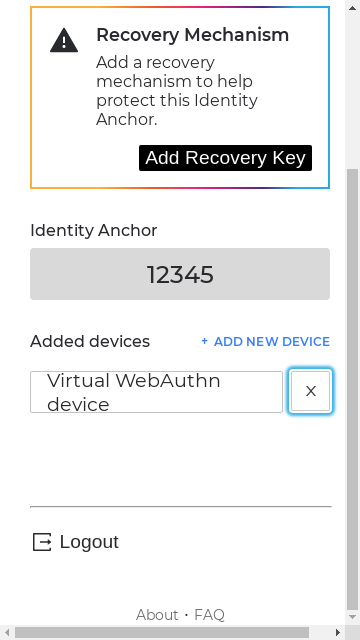 Recovery Mechanism
Add a recovery
mechanism to help
protect this Identity
Anchor.
Add Recovery Key
Identity Anchor
12345
Added devices
+ ADD NEW DEVICE
Virtual WebAuthn
device
X
Logout
About · FAQ